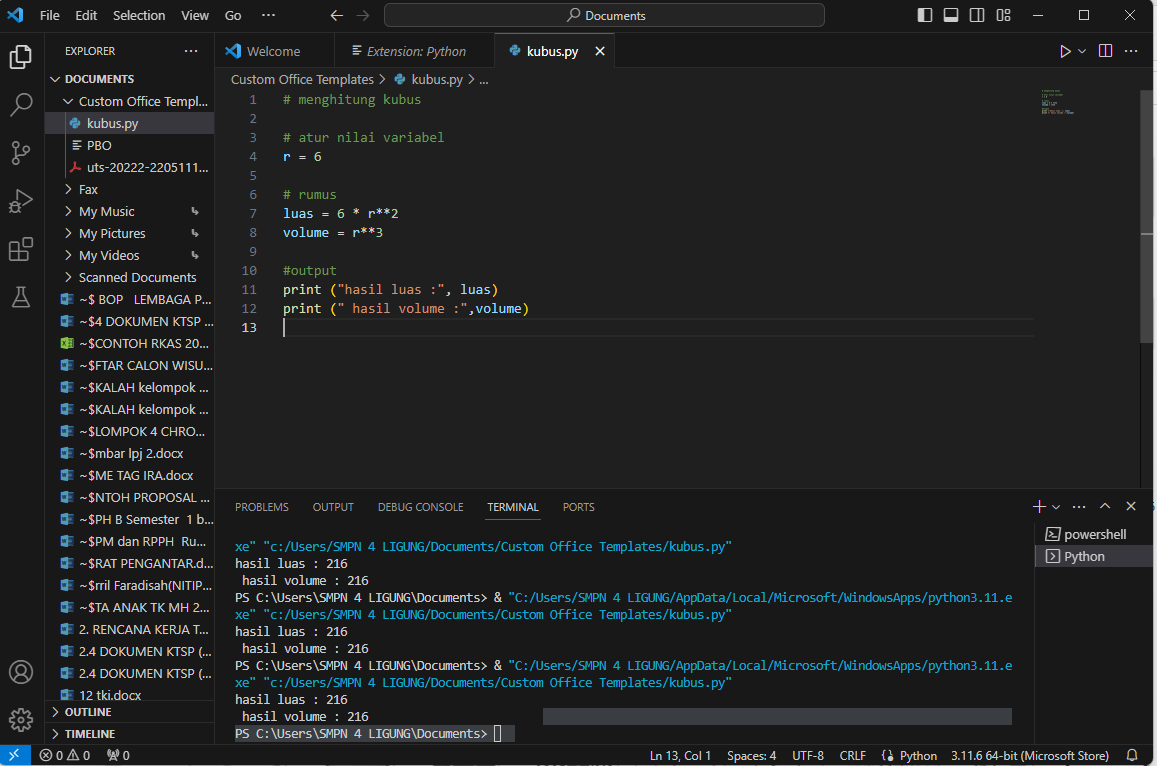 File Edit Selection View Go ··· Documents
EXPLORER ···
DOCUMENTS
Custom Office Templ...
kubus.py
PBO
uts-20222-2205111...
Fax
My Music
My Pictures
My Videos
Scanned Documents
~$ BOP LEMBAGA P...
~$4 DOKUMEN KTSP ...
~$CONTOH RKAS 20...
~$FTAR CALON WISU...
~$KALAH kelompok ...
~$KALAH kelompok ...
~$LOMPOK 4 CHRO...
~$mbar lpj 2.docx
~$ME TAG IRA.docx
~$NTOH PROPOSAL ...
~$PH B Semester 1 b...
~$PM dan RPPH Ru...
~$RAT PENGANTAR.d...
~$rril Faradisah(NITIP...
~$TA ANAK TK MH 2...
2. RENCANA KERJA T...
2.4 DOKUMEN KTSP (...
2.4 DOKUMEN KTSP (...
12 tki.docx
OUTLINE
TIMELINE
Welcome Extension: Python kubus.py
Custom Office Templates > kubus.py > ...
1 # menghitung kubus
2
3 # atur nilai variabel
4 r = 6
5
6 # rumus
7 luas = 6 * r**2
8 volume = r**3
9
10 #output
11 print ("hasil luas :", luas)
12 print (" hasil volume :",volume)
13
PROBLEMS OUTPUT DEBUG CONSOLE TERMINAL PORTS
xe" "c:/Users/SMPN 4 LIGUNG/Documents/Custom Office Templates/kubus.py"
hasil luas : 216
 hasil volume : 216
PS C:\Users\SMPN 4 LIGUNG\Documents> & "C:/Users/SMPN 4 LIGUNG/AppData/Local/Microsoft/WindowsApps/python3.11.e
xe" "c:/Users/SMPN 4 LIGUNG/Documents/Custom Office Templates/kubus.py"
hasil luas : 216
 hasil volume : 216
PS C:\Users\SMPN 4 LIGUNG\Documents> & "C:/Users/SMPN 4 LIGUNG/AppData/Local/Microsoft/WindowsApps/python3.11.e
xe" "c:/Users/SMPN 4 LIGUNG/Documents/Custom Office Templates/kubus.py"
hasil luas : 216
 hasil volume : 216
PS C:\Users\SMPN 4 LIGUNG\Documents>
powershell
Python
0 0 0 Ln 13, Col 1 Spaces: 4 UTF-8 CRLF Python 3.11.6 64-bit (Microsoft Store)